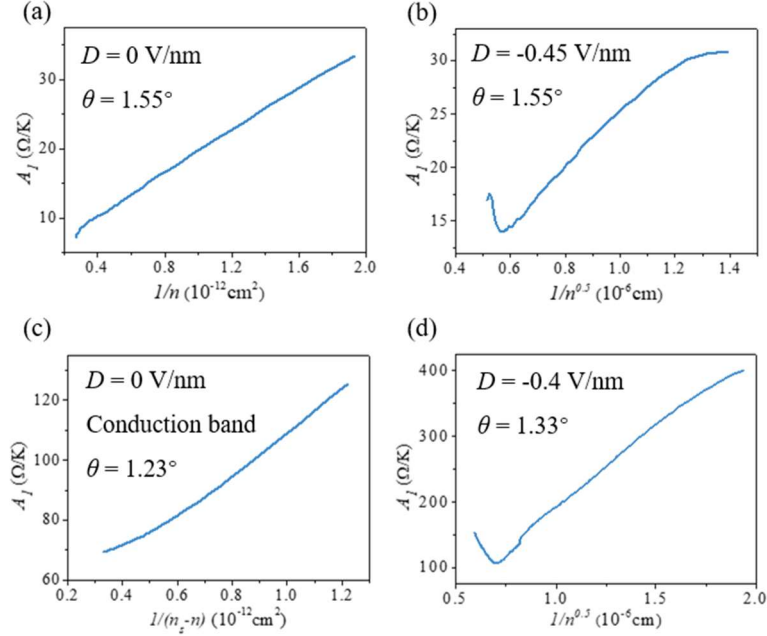 (a)
D = 0 V/nm
θ = 1.55°
A1 (Ω/K)
30
20
10
0.4 0.8 1.2 1.6 2.0
1/n (10-12cm2)
(b)
D = -0.45 V/nm
θ = 1.55°
A1 (Ω/K)
30
25
20
15
0.4 0.6 0.8 1.0 1.2 1.4
1/n0.5 (10-6cm)
(c)
D = 0 V/nm
Conduction band
θ = 1.23°
A1 (Ω/K)
120
100
80
60
0.2 0.4 0.6 0.8 1.0 1.2
1/(ns-n) (10-12cm2)
(d)
D = -0.4 V/nm
θ = 1.33°
A1 (Ω/K)
400
300
200
100
0.5 1.0 1.5 2.0
1/n0.5 (10-6cm)